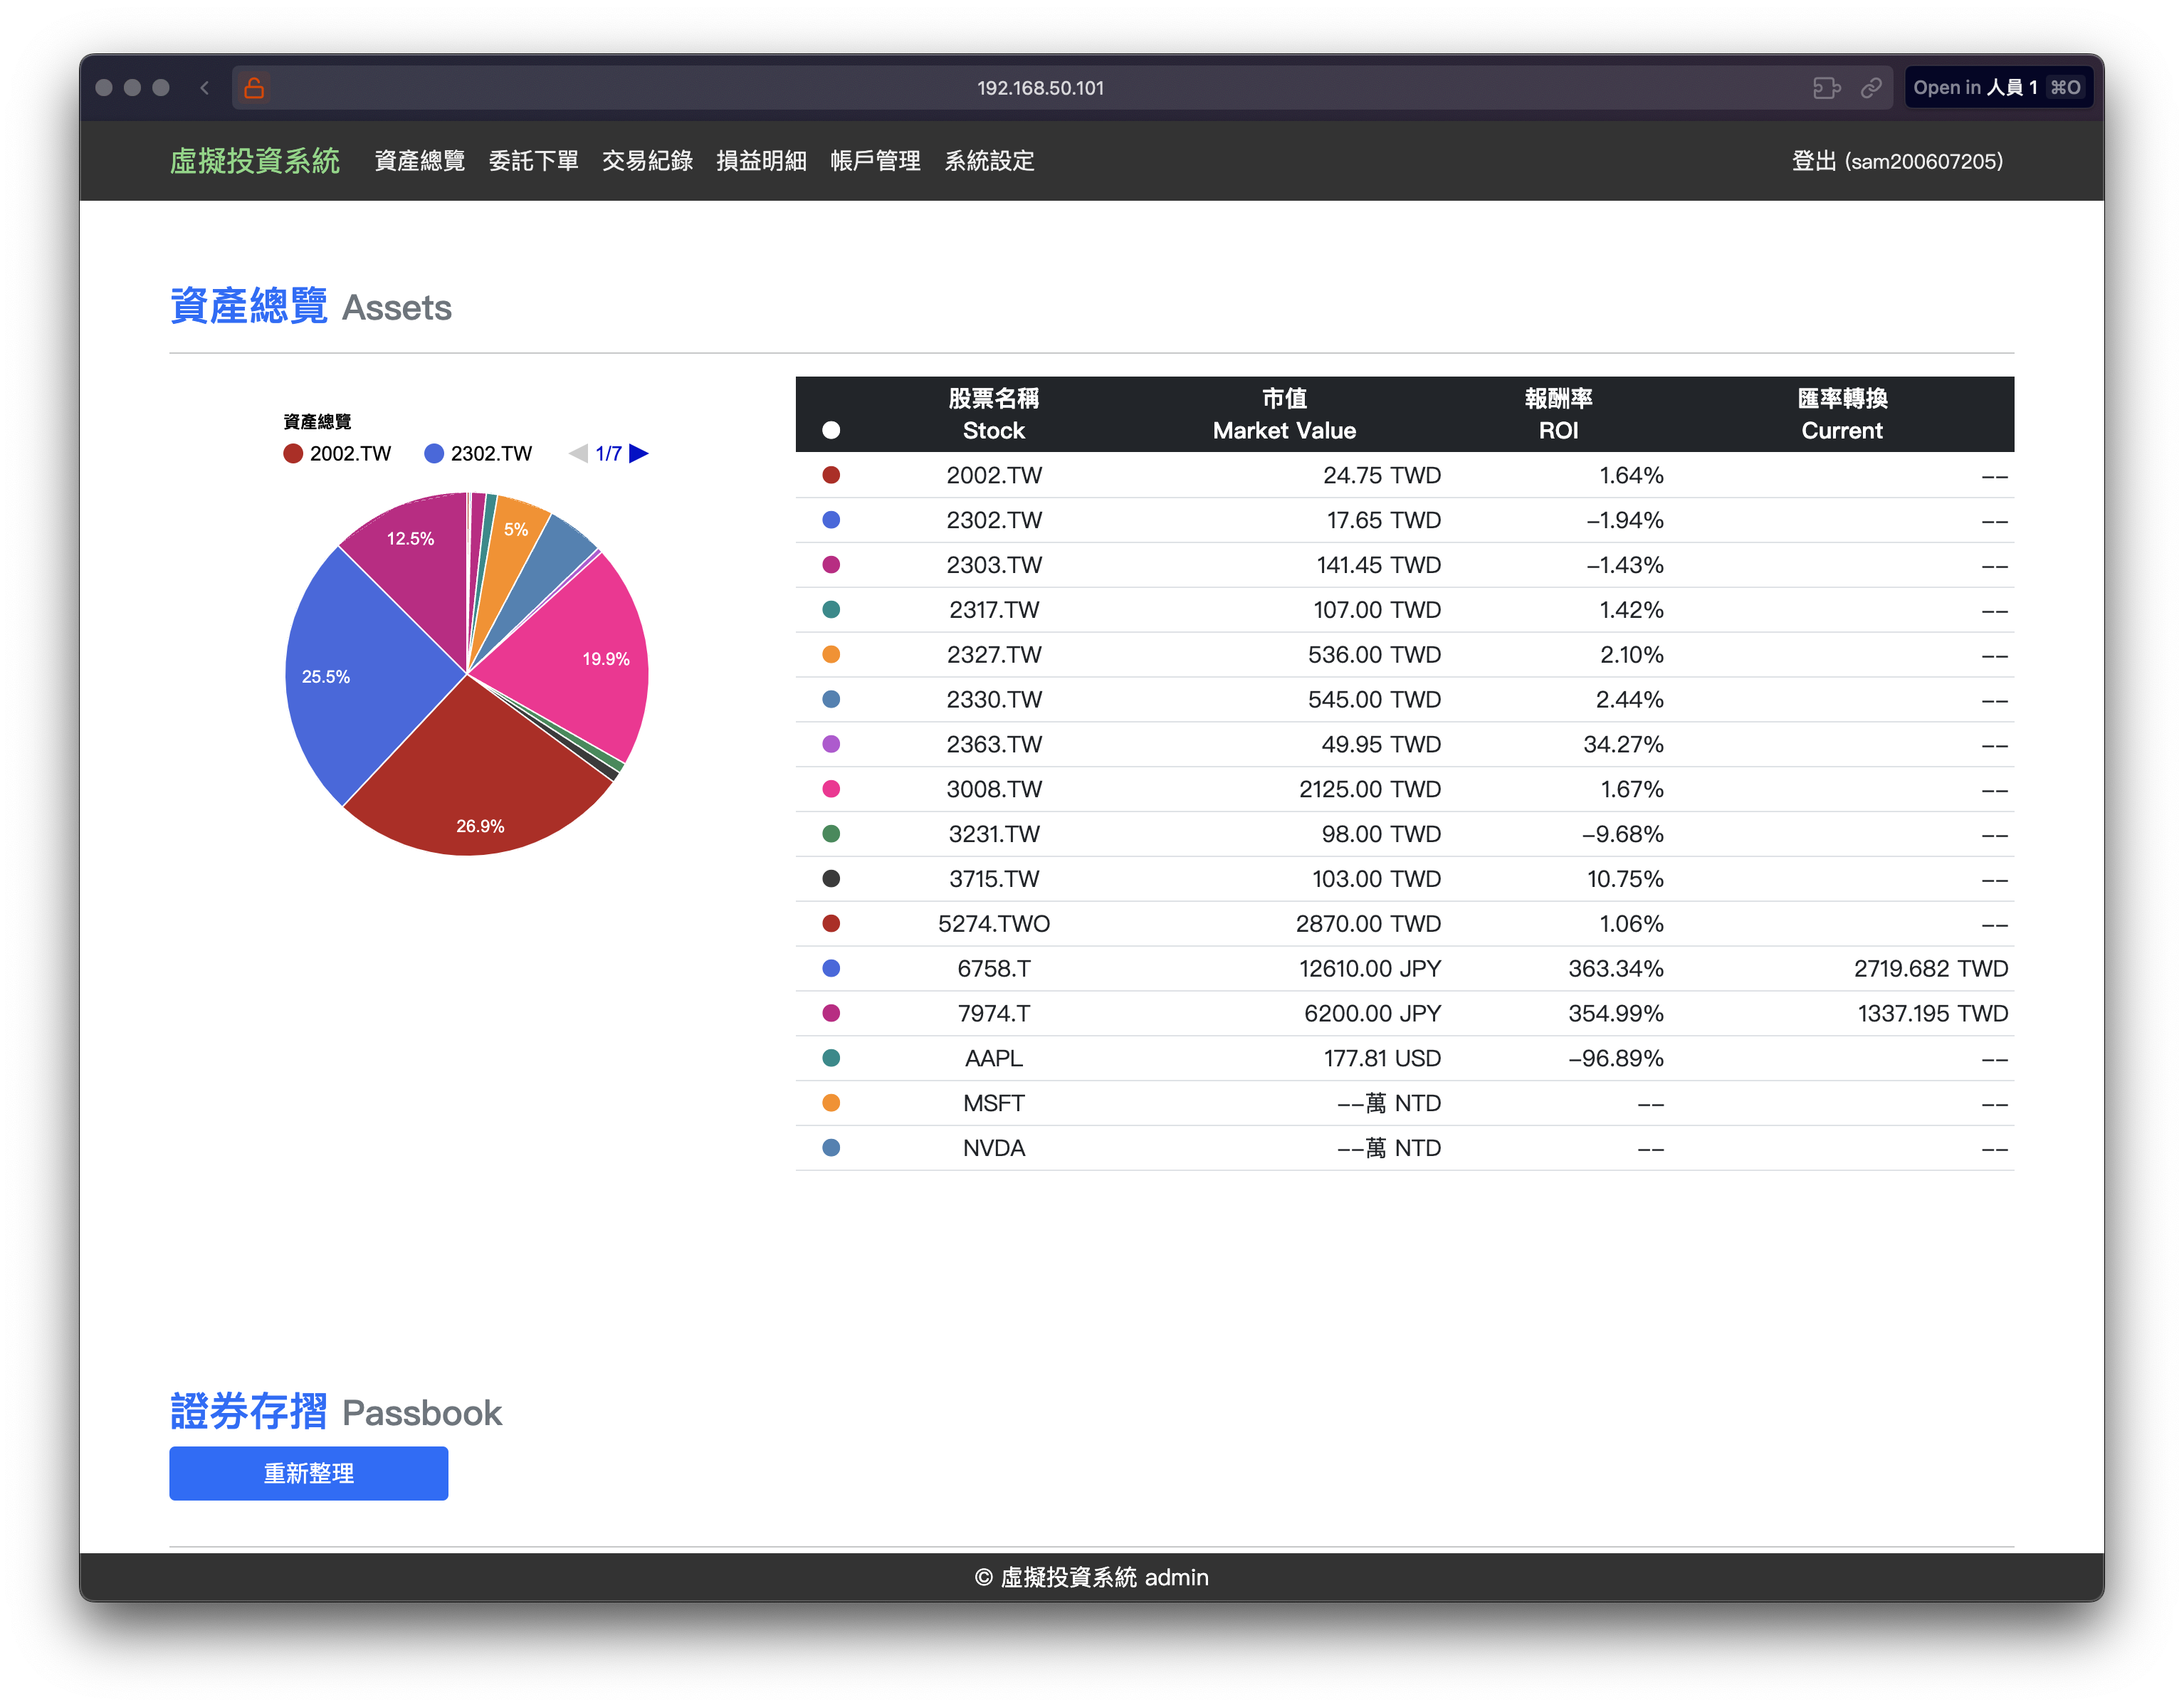 192.168.50.101
Open in 人員 1 ⌘O
虛擬投資系統 資產總覽 委託下單 交易紀錄 損益明細 帳戶管理 系統設定 登出 (sam200607205)
資產總覽 Assets
資產總覽
2002.TW 2302.TW 1/7
12.5%
5%
19.9%
25.5%
26.9%
股票名稱 市值 報酬率 匯率轉換
Stock Market Value ROI Current
2002.TW 24.75 TWD 1.64% --
2302.TW 17.65 TWD -1.94% --
2303.TW 141.45 TWD -1.43% --
2317.TW 107.00 TWD 1.42% --
2327.TW 536.00 TWD 2.10% --
2330.TW 545.00 TWD 2.44% --
2363.TW 49.95 TWD 34.27% --
3008.TW 2125.00 TWD 1.67% --
3231.TW 98.00 TWD -9.68% --
3715.TW 103.00 TWD 10.75% --
5274.TWO 2870.00 TWD 1.06% --
6758.T 12610.00 JPY 363.34% 2719.682 TWD
7974.T 6200.00 JPY 354.99% 1337.195 TWD
AAPL 177.81 USD -96.89% --
MSFT --萬 NTD -- --
NVDA --萬 NTD -- --
證券存摺 Passbook
重新整理
© 虛擬投資系統 admin